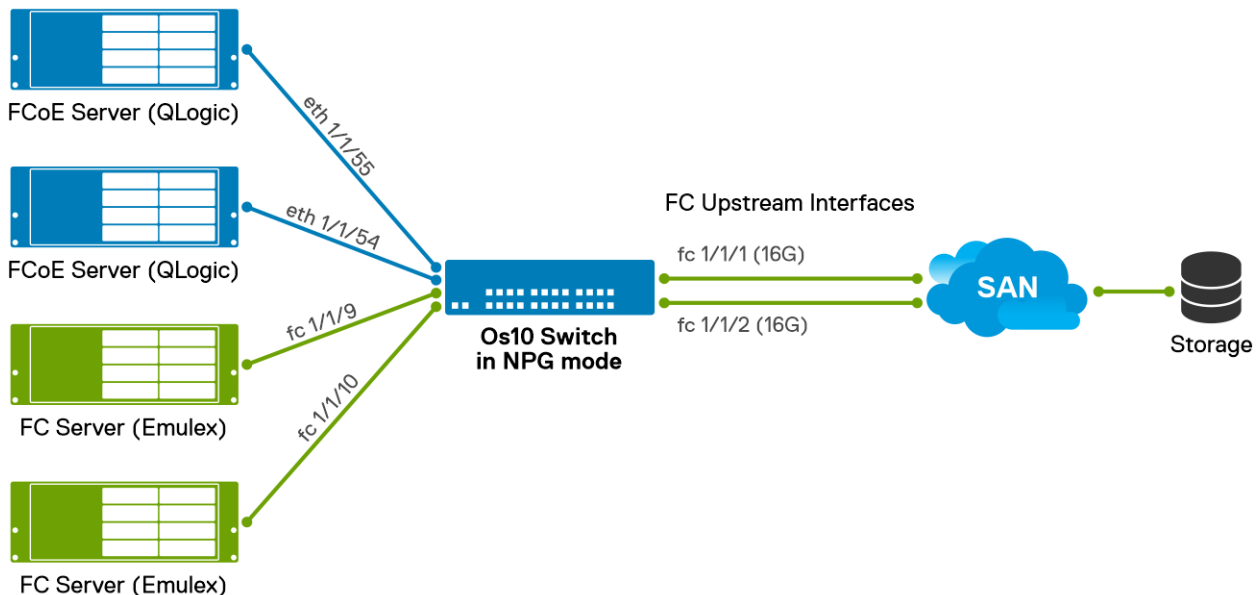 FCoE Server (QLogic)
eth 1/1/55
FCoE Server (QLogic)
eth 1/1/54
FC Server (Emulex)
fc 1/1/9
FC Server (Emulex)
fc 1/1/10
Os10 Switch
in NPG mode
FC Upstream Interfaces
fc 1/1/1 (16G)
fc 1/1/2 (16G)
SAN
Storage